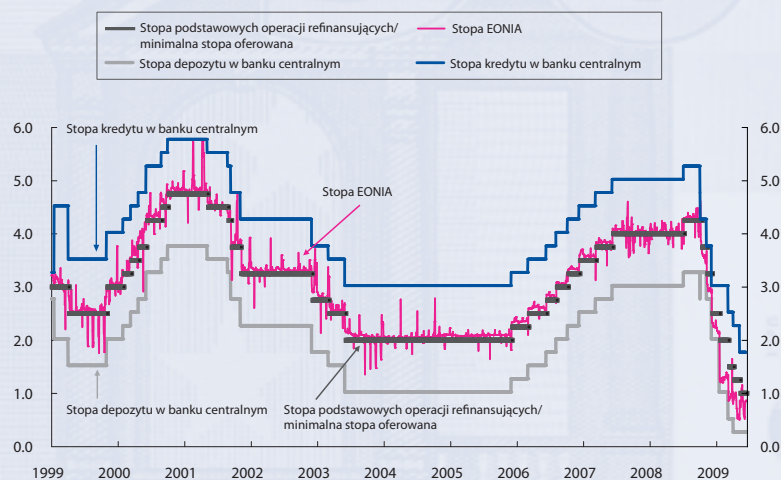 Stopa podstawowych operacji refinansujących/
minimalna stopa oferowana
Stopa EONIA
Stopa depozytu w banku centralnym
Stopa kredytu w banku centralnym
6.0
5.0
4.0
3.0
2.0
1.0
0.0
6.0
5.0
4.0
3.0
2.0
1.0
0.0
Stopa kredytu w banku centralnym
Stopa EONIA
Stopa depozytu w banku centralnym
Stopa podstawowych operacji refinansujących/
minimalna stopa oferowana
1999 2000 2001 2002 2003 2004 2005 2006 2007 2008 2009